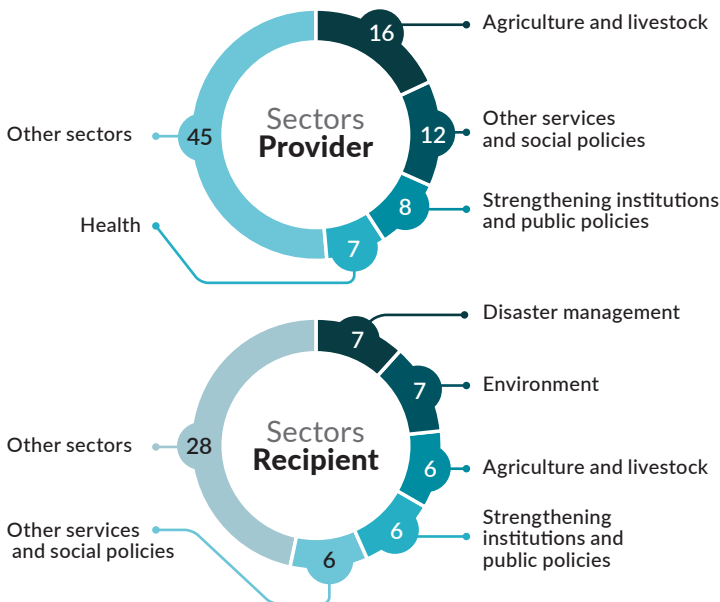 16
Agriculture and livestock
Other sectors
45
Sectors
Provider
12
Other services
and social policies
8
Strengthening institutions
and public policies
Health
7
Disaster management
7
7
Environment
Other sectors
28
Sectors
Recipient
6
Agriculture and livestock
6
Strengthening
institutions and
public policies
Other services
and social policies
6